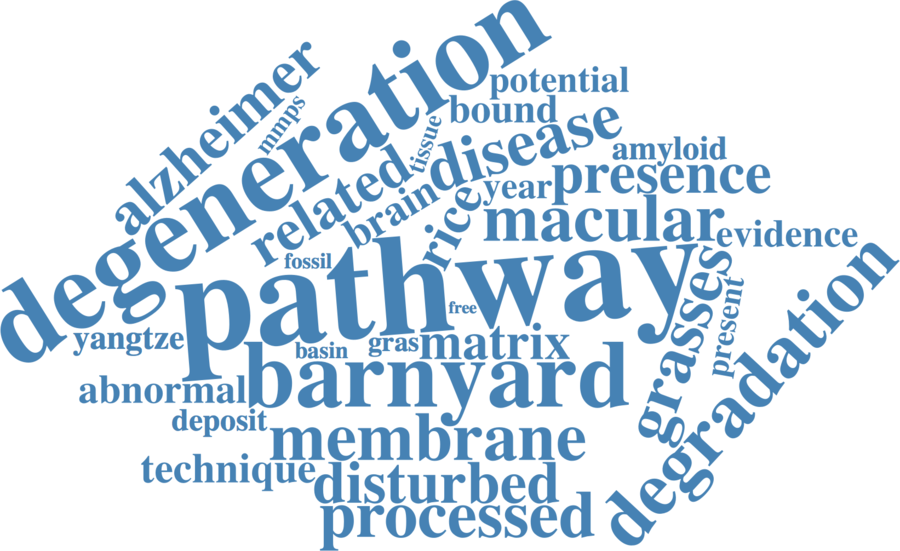 degeneration
alzheimer
mmps
potential
bound
tissue
disease
related
brain
amyloid
year
presence
rice
macular
evidence
fossil
pathway
free
grasses
present
degradation
yangtze
basin
gras
matrix
abnormal
barnyard
deposit
membrane
technique
disturbed
processed